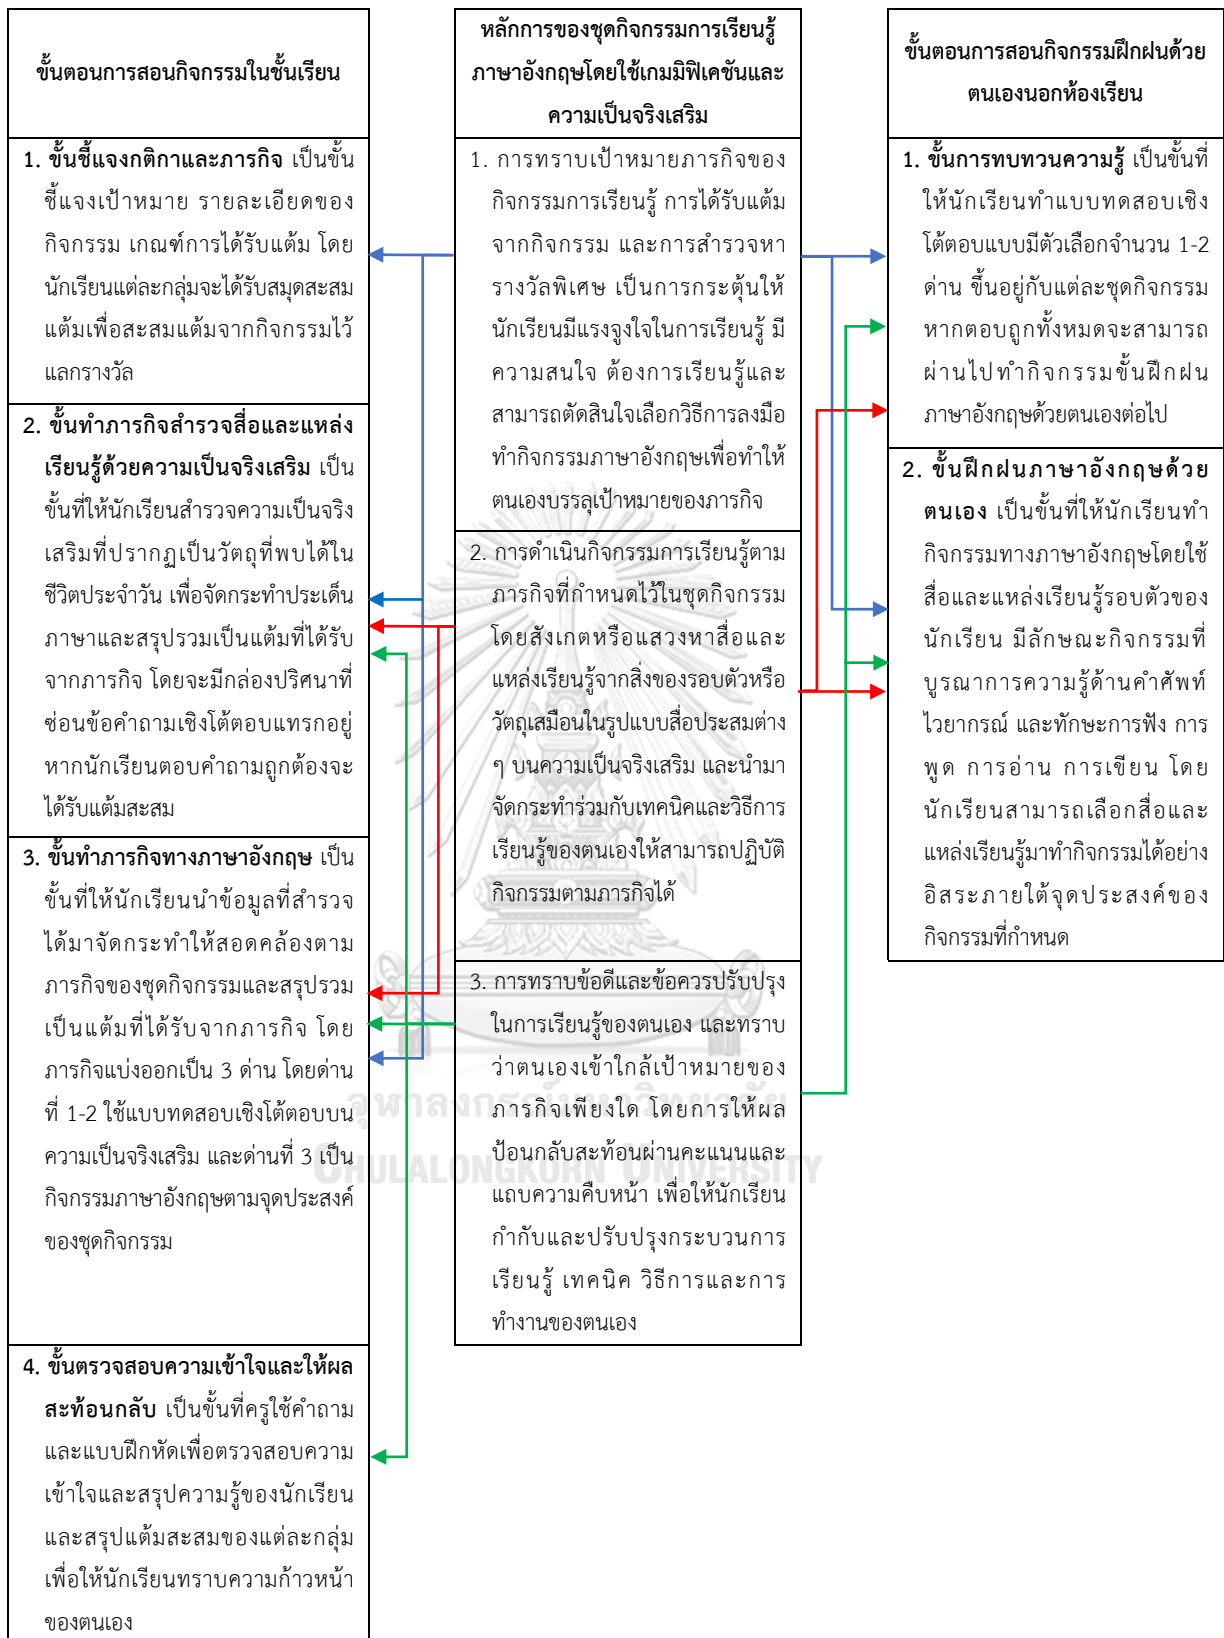 ขั้นตอนการสอนกิจกรรมในชั้นเรียน
1. ขั้นชี้แจงกติกาและภารกิจ เป็นขั้น
ชี้แจงเป้าหมาย รายละเอียดของ
กิจกรรม เกณฑ์การได้รับแต้ม โดย
นักเรียนแต่ละกลุ่มจะได้รับสมุดสะสม
แต้มเพื่อสะสมแต้มจากกิจกรรมไว้
แลกรางวัล
2. ขั้นทำภารกิจสำรวจสื่อและแหล่ง
เรียนรู้ด้วยความเป็นจริงเสริม เป็น
ขั้นที่ให้นักเรียนสำรวจความเป็นจริง
เสริมที่ปรากฏเป็นวัตถุที่พบได้ใน
ชีวิตประจำวัน เพื่อจัดกระทำประเด็น
ภาษาและสรุปรวมเป็นแต้มที่ได้รับ
จากภารกิจ โดยจะมีกล่องปริศนาที่
ซ่อนข้อคำถามเชิงโต้ตอบแทรกอยู่
หากนักเรียนตอบคำถามถูกต้องจะ
ได้รับแต้มสะสม
3. ขั้นทำภารกิจทางภาษาอังกฤษ เป็น
ขั้นที่ให้นักเรียนนำข้อมูลที่สำรวจ
ได้มาจัดกระทำให้สอดคล้องตาม
ภารกิจของชุดกิจกรรมและสรุปรวม
เป็นแต้มที่ได้รับจากภารกิจ โดย
ภารกิจแบ่งออกเป็น 3 ด่าน โดยด่าน
ที่ 1-2 ใช้แบบทดสอบเชิงโต้ตอบบน
ความเป็นจริงเสริม และด่านที่ 3 เป็น
กิจกรรมภาษาอังกฤษตามจุดประสงค์
ของชุดกิจกรรม
4. ขั้นตรวจสอบความเข้าใจและให้ผล
สะท้อนกลับ เป็นขั้นที่ครูใช้คำถาม
และแบบฝึกหัดเพื่อตรวจสอบความ
เข้าใจและสรุปความรู้ของนักเรียน
และสรุปแต้มสะสมของแต่ละกลุ่ม
เพื่อให้นักเรียนทราบความก้าวหน้า
ของตนเอง
หลักการของชุดกิจกรรมการเรียนรู้
ภาษาอังกฤษโดยใช้เกมมิฟิเคชันและ
ความเป็นจริงเสริม
1. การทราบเป้าหมายภารกิจของ
กิจกรรมการเรียนรู้ การได้รับแต้ม
จากกิจกรรม และการสำรวจหา
รางวัลพิเศษ เป็นการกระตุ้นให้
นักเรียนมีแรงจูงใจในการเรียนรู้ มี
ความสนใจ ต้องการเรียนรู้และ
สามารถตัดสินใจเลือกวิธีการลงมือ
ทำกิจกรรมภาษาอังกฤษเพื่อทำให้
ตนเองบรรลุเป้าหมายของภารกิจ
2. การดำเนินกิจกรรมการเรียนรู้ตาม
ภารกิจที่กำหนดไว้ในชุดกิจกรรม
โดยสังเกตหรือแสวงหาสื่อและ
แหล่งเรียนรู้จากสิ่งของรอบตัวหรือ
วัตถุเสมือนในรูปแบบสื่อประสมต่าง
ๆ บนความเป็นจริงเสริม และนำมา
จัดกระทำร่วมกับเทคนิคและวิธีการ
เรียนรู้ของตนเองให้สามารถปฏิบัติ
กิจกรรมตามภารกิจได้
3. การทราบข้อดีและข้อควรปรับปรุง
ในการเรียนรู้ของตนเอง และทราบ
ว่าตนเองเข้าใกล้เป้าหมายของ
ภารกิจเพียงใด โดยการให้ผล
ป้อนกลับสะท้อนผ่านคะแนนและ
แถบความคืบหน้า เพื่อให้นักเรียน
กำกับและปรับปรุงกระบวนการ
เรียนรู้ เทคนิค วิธีการและการ
ทำงานของตนเอง
ขั้นตอนการสอนกิจกรรมฝึกฝนด้วย
ตนเองนอกห้องเรียน
1. ขั้นการทบทวนความรู้ เป็นขั้นที่
ให้นักเรียนทำแบบทดสอบเชิง
โต้ตอบแบบมีตัวเลือกจำนวน 1-2
ด่าน ขึ้นอยู่กับแต่ละชุดกิจกรรม
หากตอบถูกทั้งหมดจะสามารถ
ผ่านไปทำกิจกรรมขั้นฝึกฝน
ภาษาอังกฤษด้วยตนเองต่อไป
2. ขั้นฝึกฝนภาษาอังกฤษด้วย
ตนเอง เป็นขั้นที่ให้นักเรียนทำ
กิจกรรมทางภาษาอังกฤษโดยใช้
สื่อและแหล่งเรียนรู้รอบตัวของ
นักเรียน มีลักษณะกิจกรรมที่
บูรณาการความรู้ด้านคำศัพท์
ไวยากรณ์ และทักษะการฟัง การ
พูด การอ่าน การเขียน โดย
นักเรียนสามารถเลือกสื่อและ
แหล่งเรียนรู้มาทำกิจกรรมได้อย่าง
อิสระภายใต้จุดประสงค์ของ
กิจกรรมที่กำหนด
จุฬาลงกรณ์มหาวิทยาลัย
CHULALONGKORN UNIVERSITY